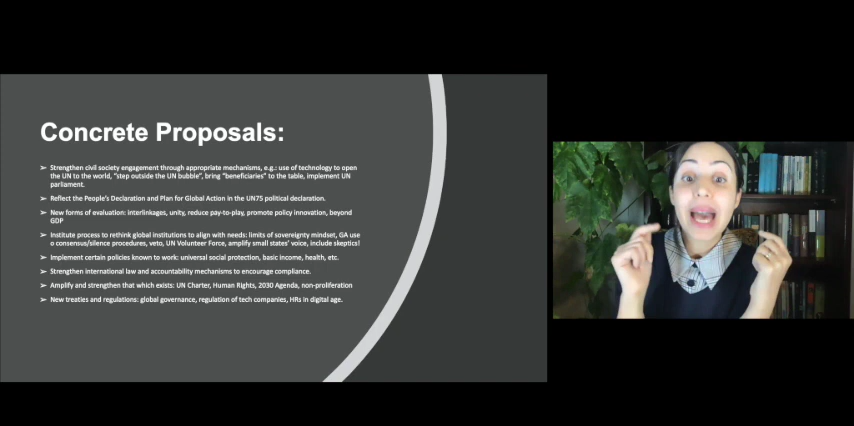 Concrete Proposals:
➢ Strengthen civil society engagement through appropriate mechanisms, e.g.: use of technology to open
the UN to the world, "step outside the UN bubble", bring "beneficiaries" to the table, implement UN
parliament.
➢ Reflect the People's Declaration and Plan for Global Action in the UN75 political declaration.
➢ New forms of evaluation: interlinkages, unity, reduce pay-to-play, promote policy innovation, beyond
GDP
➢ Institute process to rethink global institutions to align with needs: limits of sovereignty mindset, GA use
o consensus/silence procedures, veto, UN Volunteer Force, amplify small states' voice, include skeptics!
➢ Implement certain policies known to work: universal social protection, basic income, health, etc.
➢ Strengthen international law and accountability mechanisms to encourage compliance.
➢ Amplify and strengthen that which exists: UN Charter, Human Rights, 2030 Agenda, non-proliferation
➢ New treaties and regulations: global governance, regulation of tech companies, HRs in digital age.